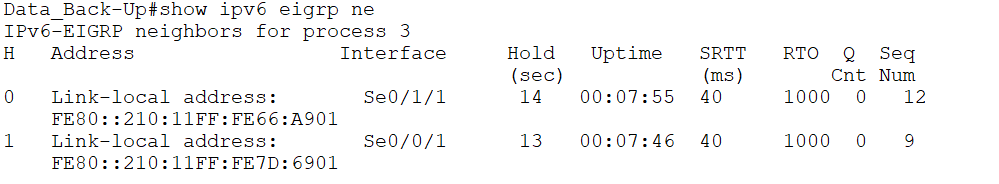 Data_Back-Up#show ipv6 eigrp ne
IPv6-EIGRP neighbors for process 3
H   Address                 Interface     Hold   Uptime   SRTT   RTO  Q   Seq
                                          (sec)           (ms)        Cnt Num
0   Link-local address:       Se0/1/1      14   00:07:55  40     1000  0   12
    FE80::210:11FF:FE66:A901
1   Link-local address:       Se0/0/1      13   00:07:46  40     1000  0   9
    FE80::210:11FF:FE7D:6901